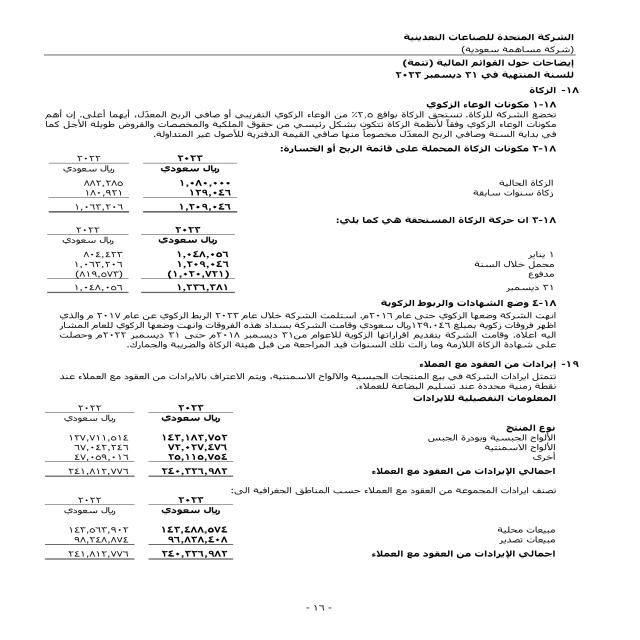 الشركة المتحدة للصناعات التعدينية
(شركة مساهمة سعودية)
إيضاحات حول القوائم المالية (تتمة)
للسنة المنتهية في ٣١ ديسمبر ٢٠٢٣
١٨- الزكاة
١٨-١ مكونات الوعاء الزكوي
تخضع الشركة للزكاة. تستحق الزكاة بواقع ٢,٥٪ من الوعاء الزكوي التقريبي أو صافي الربح المعدّل، أيهما أعلى. إن أهم
مكونات الوعاء الزكوي وفقاً لأنظمة الزكاة تتكون بشكل رئيسي من حقوق الملكية والمخصصات والقروض طويلة الأجل كما
في بداية السنة وصافي الربح المعدّل مخصوماً منها صافي القيمة الدفترية للأصول غير المتداولة.
١٨-٢ مكونات الزكاة المحملة على قائمة الربح أو الخسارة:
٢٠٢٣ ٢٠٢٢
ريال سعودي ريال سعودي
الزكاة الحالية ١,٠٨٠,٠٠٠ ٨٨٢,٢٨٥
زكاة سنوات سابقة ١٢٩,٠٤٦ ١٨٠,٩٢١
١,٢٠٩,٠٤٦ ١,٠٦٣,٢٠٦
١٨-٣ ان حركة الزكاة المستحقة هي كما يلي:
٢٠٢٣ ٢٠٢٢
ريال سعودي ريال سعودي
١ يناير ١,٠٤٨,٠٥٦ ٨٠٤,٤٢٣
محمل خلال السنة ١,٢٠٩,٠٤٦ ١,٠٦٣,٢٠٦
مدفوع (١,٠٢٠,٧٢١) (٨١٩,٥٧٣)
٣١ ديسمبر ١,٢٣٦,٣٨١ ١,٠٤٨,٠٥٦
١٨-٤ وضع الشهادات والربوط الزكوية
انهت الشركة وضعها الزكوي حتى عام ٢٠١٦م. استلمت الشركة خلال عام ٢٠٢٣ الربط الزكوي عن عام ٢٠١٧ م والذي
اظهر فروقات زكوية بمبلغ ١٢٩,٠٤٦ريال سعودي وقامت الشركة بسداد هذه الفروقات وانهت وضعها الزكوي للعام المشار
اليه اعلاه. وقامت الشركة بتقديم اقراراتها الزكوية للاعوام من٣١ ديسمبر ٢٠١٨م حتى ٣١ ديسمبر ٢٠٢٢م وحصلت
على شهادة الزكاة اللازمة وما زالت تلك السنوات قيد المراجعة من قبل هيئة الزكاة والضريبة والجمارك.
١٩- إيرادات من العقود مع العملاء
تتمثل ايرادات الشركة في بيع المنتجات الجبسية والألواح الاسمنتية، ويتم الاعتراف بالايرادات من العقود مع العملاء عند
نقطة زمنية محددة عند تسليم البضاعة للعملاء.
المعلومات التفصيلية للايرادات
٢٠٢٣ ٢٠٢٢
ريال سعودي ريال سعودي
نوع المنتج
الألواح الجبسية وبودرة الجبس ١٤٣,١٨٣,٧٥٢ ١٢٧,٧١١,٥١٤
الألواح الاسمنتية ٧٢,٠٢٧,٤٧٦ ٦٧,٠٤٢,٢٤٦
أخرى ٢٥,١١٥,٧٥٤ ٤٧,٠٥٩,٠١٦
اجمالي الإيرادات من العقود مع العملاء ٢٤٠,٣٢٦,٩٨٢ ٢٤١,٨١٢,٧٧٦
تصنف ايرادات المجموعة من العقود مع العملاء حسب المناطق الجغرافية الى:
٢٠٢٣ ٢٠٢٢
ريال سعودي ريال سعودي
مبيعات محلية ١٤٣,٤٨٨,٥٧٤ ١٤٣,٥٦٣,٩٠٢
مبيعات تصدير ٩٦,٨٣٨,٤٠٨ ٩٨,٢٤٨,٨٧٤
اجمالي الإيرادات من العقود مع العملاء ٢٤٠,٣٢٦,٩٨٢ ٢٤١,٨١٢,٧٧٦
- ١٦ -